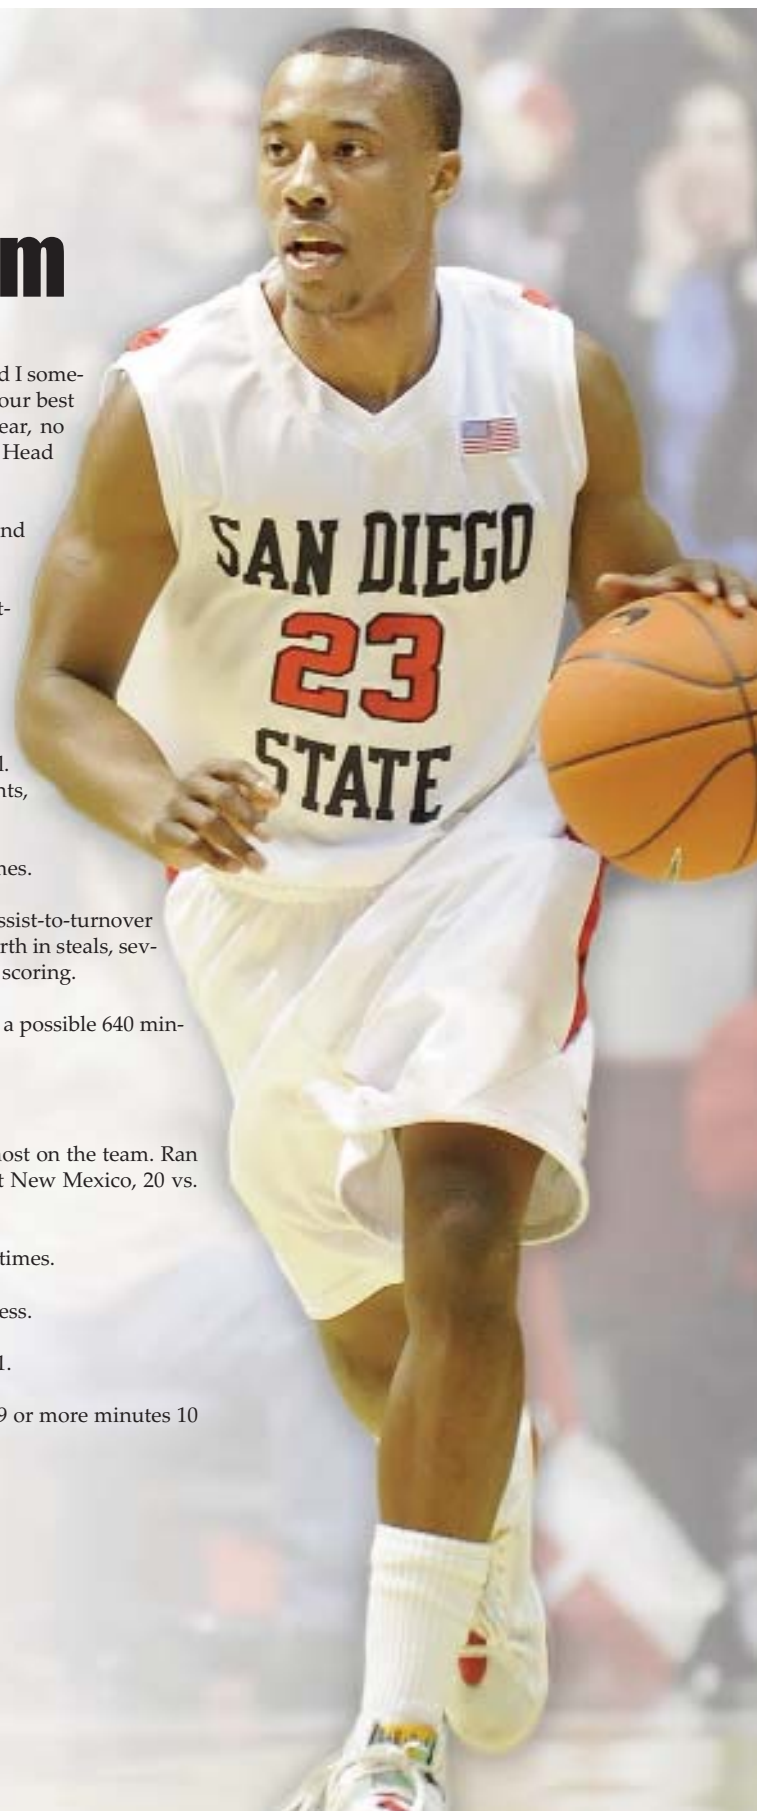 m
d I some-
our best
ear, no
Head
nd
t-
l.
nts,
nes.
ssist-to-turnover
rth in steals, sev-
scoring.
a possible 640 min-
nost on the team. Ran
t New Mexico, 20 vs.
times.
ess.
1.
9 or more minutes 10
SAN DIEGO
23
STATE